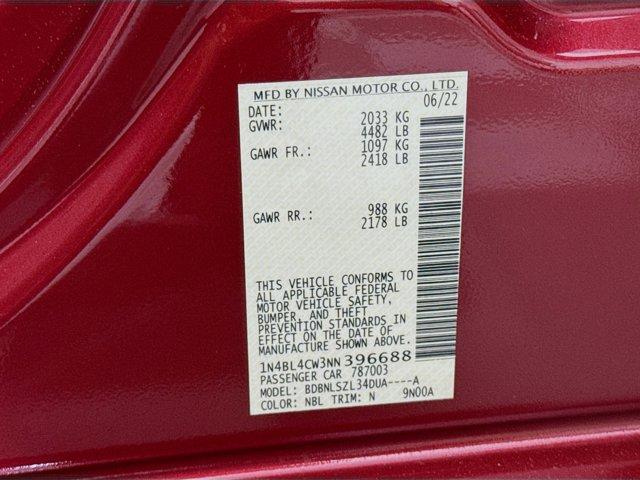 MFD BY NISSAN MOTOR CO., LTD.
DATE: 06/22
GVWR: 2033 KG
4482 LB
GAWR FR.: 1097 KG
2418 LB
GAWR RR.: 988 KG
2178 LB
THIS VEHICLE CONFORMS TO
ALL APPLICABLE FEDERAL
MOTOR VEHICLE SAFETY,
BUMPER, AND THEFT
PREVENTION STANDARDS IN
EFFECT ON THE DATE OF
MANUFACTURE SHOWN ABOVE.
1N4BL4CW3NN396688
PASSENGER CAR 787003
MODEL: BDBNLSZL34DUA----A
COLOR: NBL TRIM: N 9N00A